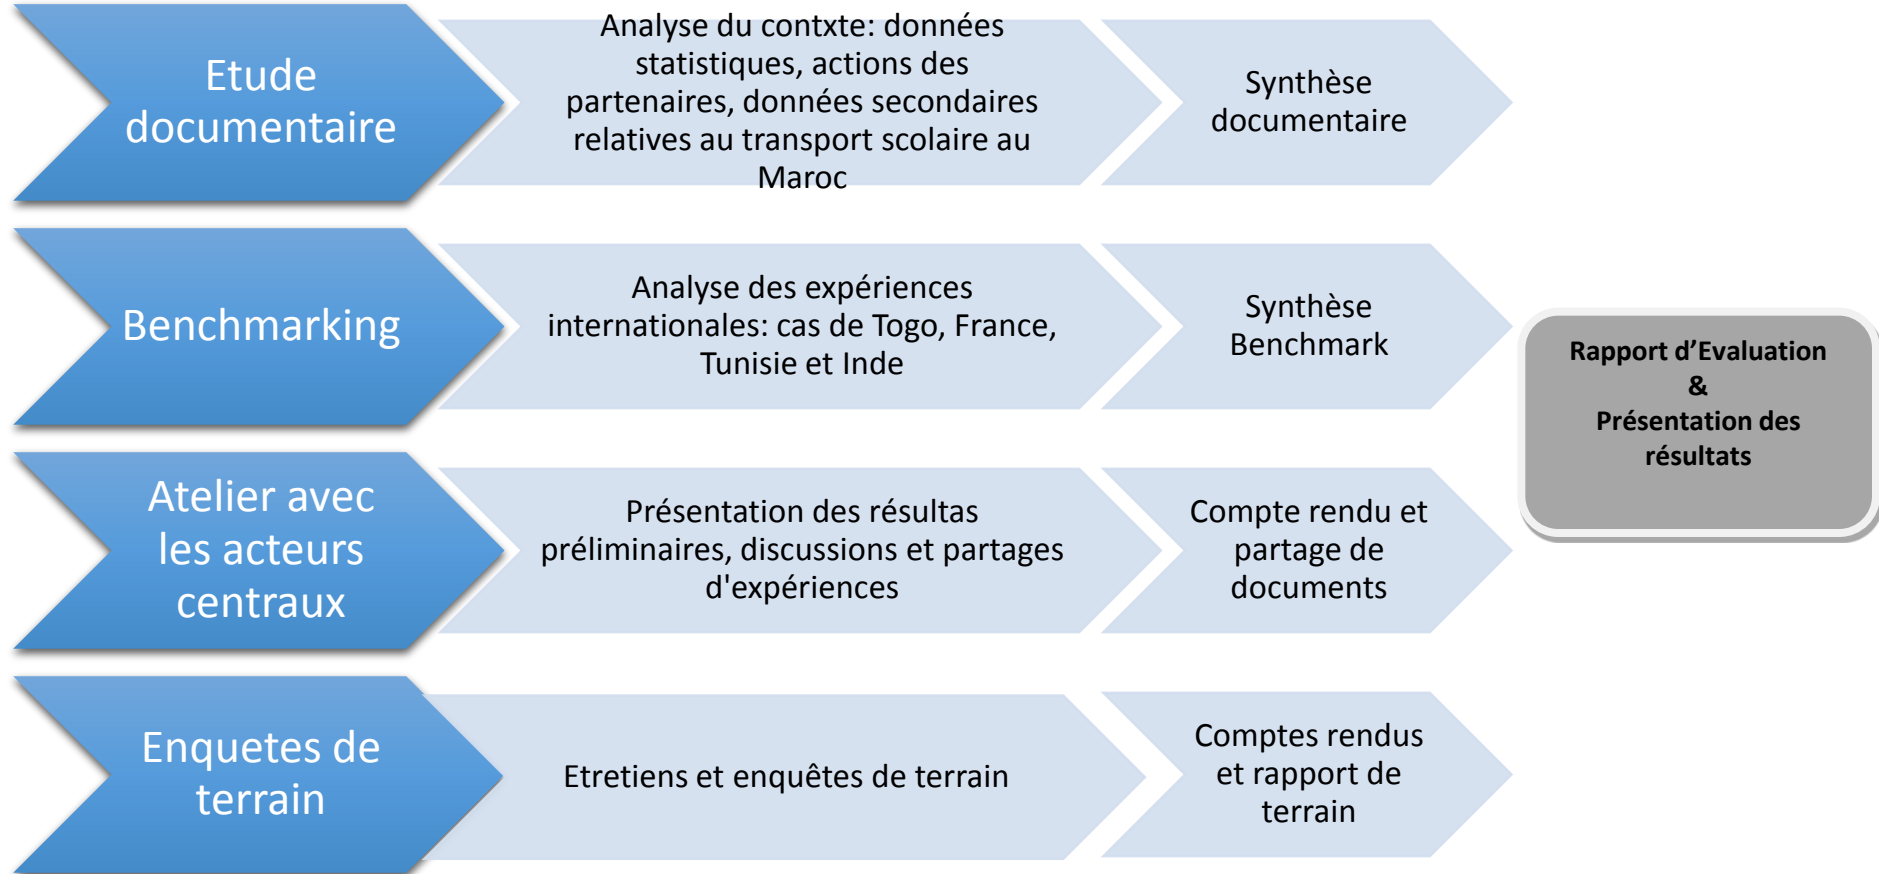 Etude
documentaire
Analyse du contxte: données
statistiques, actions des
partenaires, données secondaires
relatives au transport scolaire au
Maroc
Synthèse
documentaire
Benchmarking
Analyse des expériences
internationales: cas de Togo, France,
Tunisie et Inde
Synthèse
Benchmark
Atelier avec
les acteurs
centraux
Présentation des résultas
préliminaires, discussions et partages
d'expériences
Compte rendu et
partage de
documents
Enquetes de
terrain
Etretiens et enquêtes de terrain
Comptes rendus
et rapport de
terrain
Rapport d’Evaluation
&
Présentation des
résultats